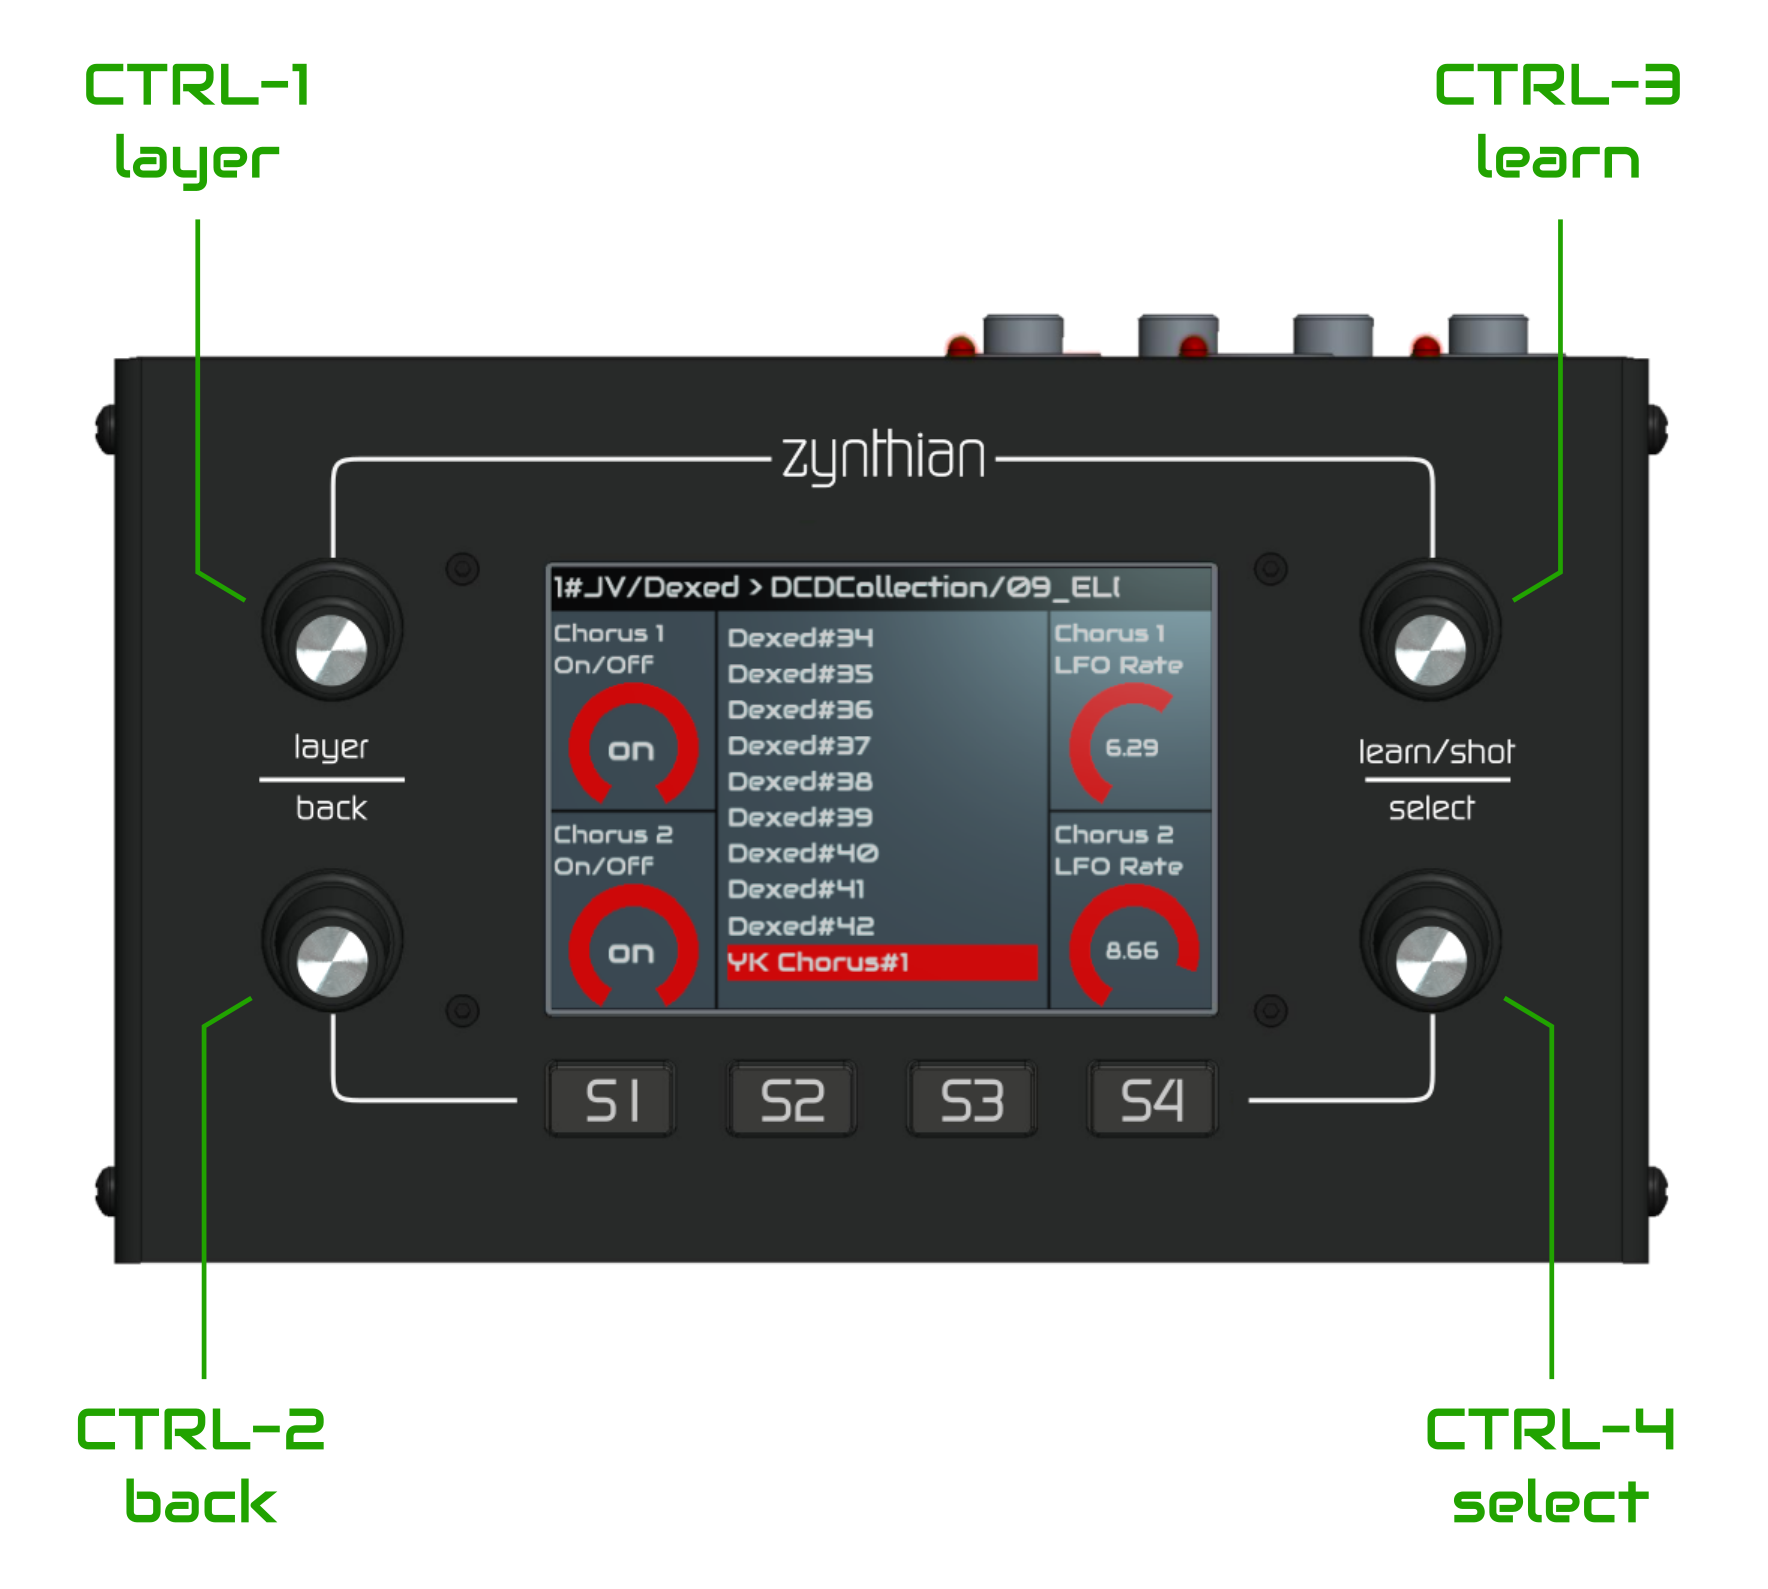 CTRL-1
layer
CTRL-3
learn
zynthian
1#JV/Dexed > DCDCollection/09_EL
Chorus 1
On/Off
on
Chorus 2
On/Off
on
Dexed#34
Dexed#35
Dexed#36
Dexed#37
Dexed#38
Dexed#39
Dexed#40
Dexed#41
Dexed#42
YK Chorus#1
Chorus 1
LFO Rate
6.29
Chorus 2
LFO Rate
8.66
layer
back
learn/shot
select
S1 S2 S3 S4
CTRL-2
back
CTRL-4
select